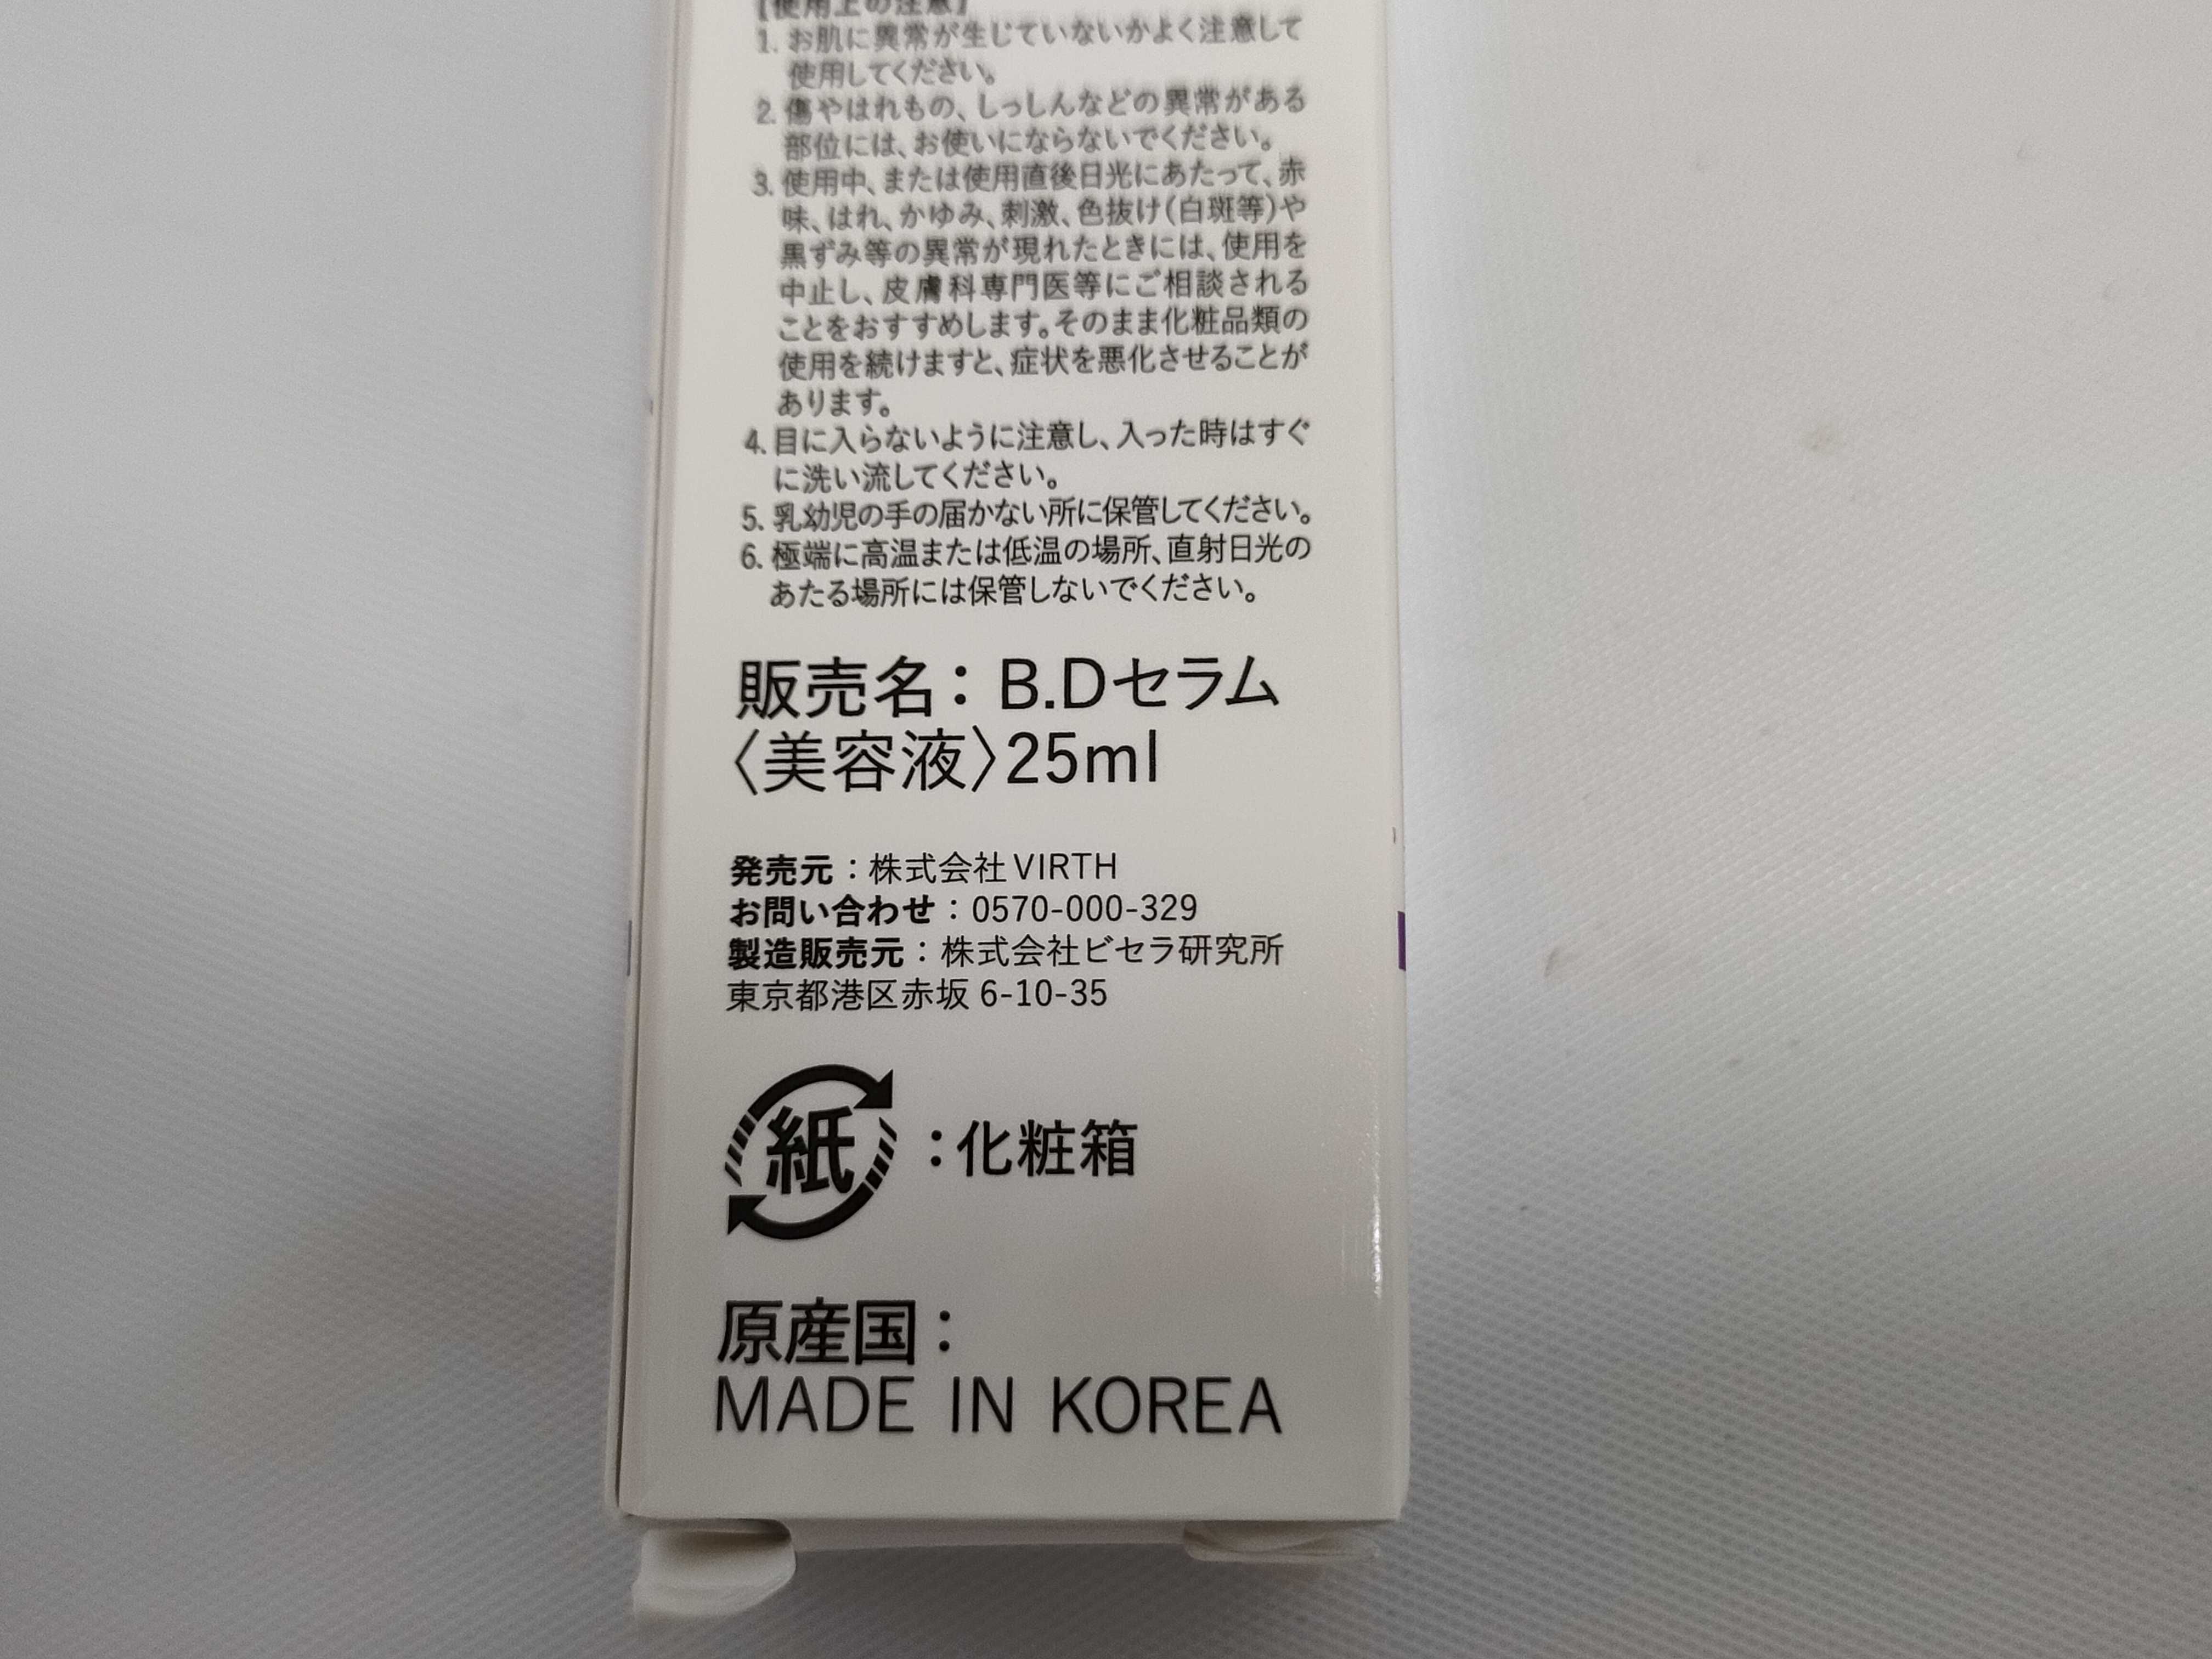 【使用上の注意】
1. お肌に異常が生じていないかよく注意して
使用してください。
2. 傷やはれもの、しっしんなどの異常がある
部位には、お使いにならないでください。
3. 使用中、または使用直後日光にあたって、赤
味、はれ、かゆみ、刺激、色抜け(白斑等)や
黒ずみ等の異常が現れたときには、使用を
中止し、皮膚科専門医等にご相談される
ことをおすすめします。そのまま化粧品類の
使用を続けますと、症状を悪化させることが
あります。
4. 目に入らないように注意し、入った時はすぐ
に洗い流してください。
5. 乳幼児の手の届かない所に保管してください。
6. 極端に高温または低温の場所、直射日光の
あたる場所には保管しないでください。
販売名：B.Dセラム
〈美容液〉25ml
発売元：株式会社VIRTH
お問い合わせ：0570-000-329
製造販売元：株式会社ビセラ研究所
東京都港区赤坂 6-10-35
紙：化粧箱
原産国：
MADE IN KOREA